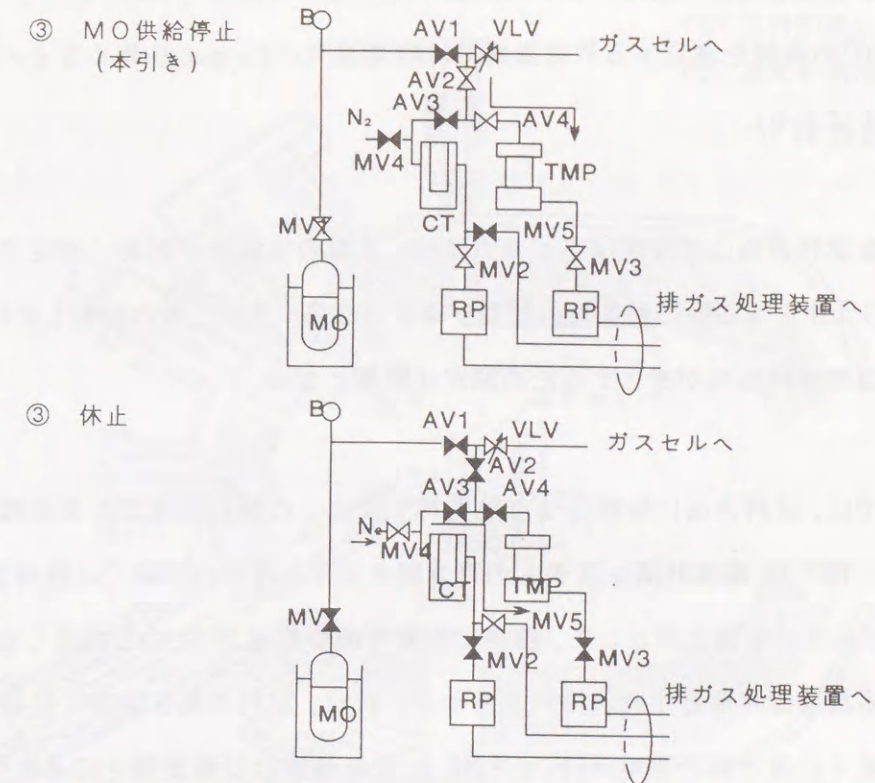 ③ MO供給停止
(本引き)
B
AV1
VLV
ガスセルへ
AV2
AV3
N₂
AV4
MV4
TMP
CT
MV
MV5
MV2
MV3
MO
RP
RP
排ガス処理装置へ
③ 休止
B
AV1
VLV
ガスセルへ
AV2
AV3
AV4
N₂
MV4
CT
TMP
MV
MV5
MV2
MV3
MO
RP
RP
排ガス処理装置へ